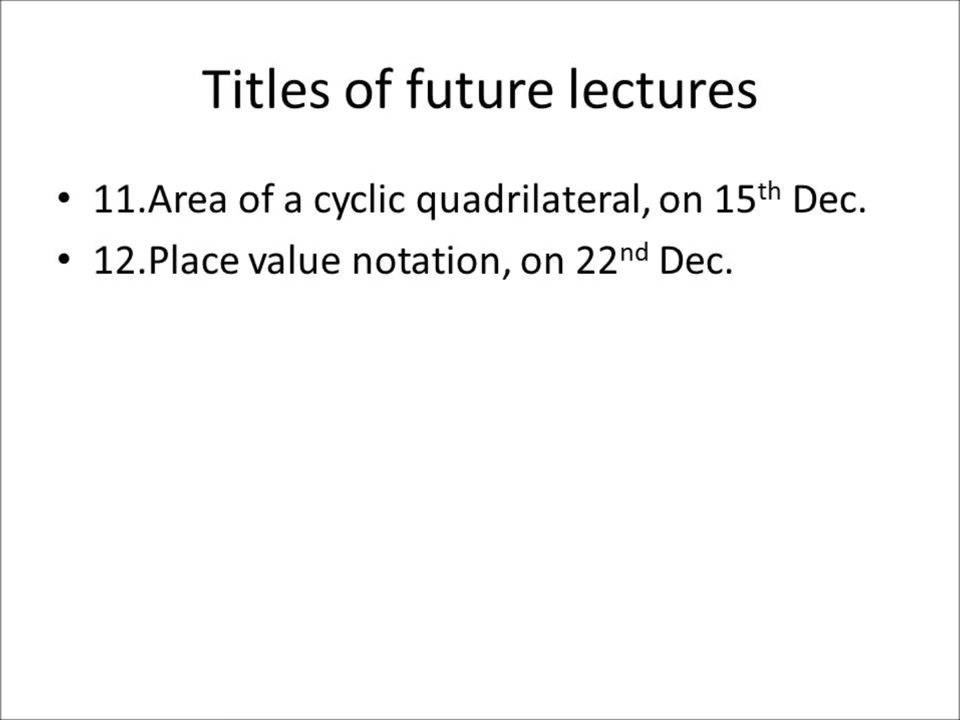 Titles of future lectures
• 11.Area of a cyclic quadrilateral, on 15th Dec.
• 12.Place value notation, on 22nd Dec.